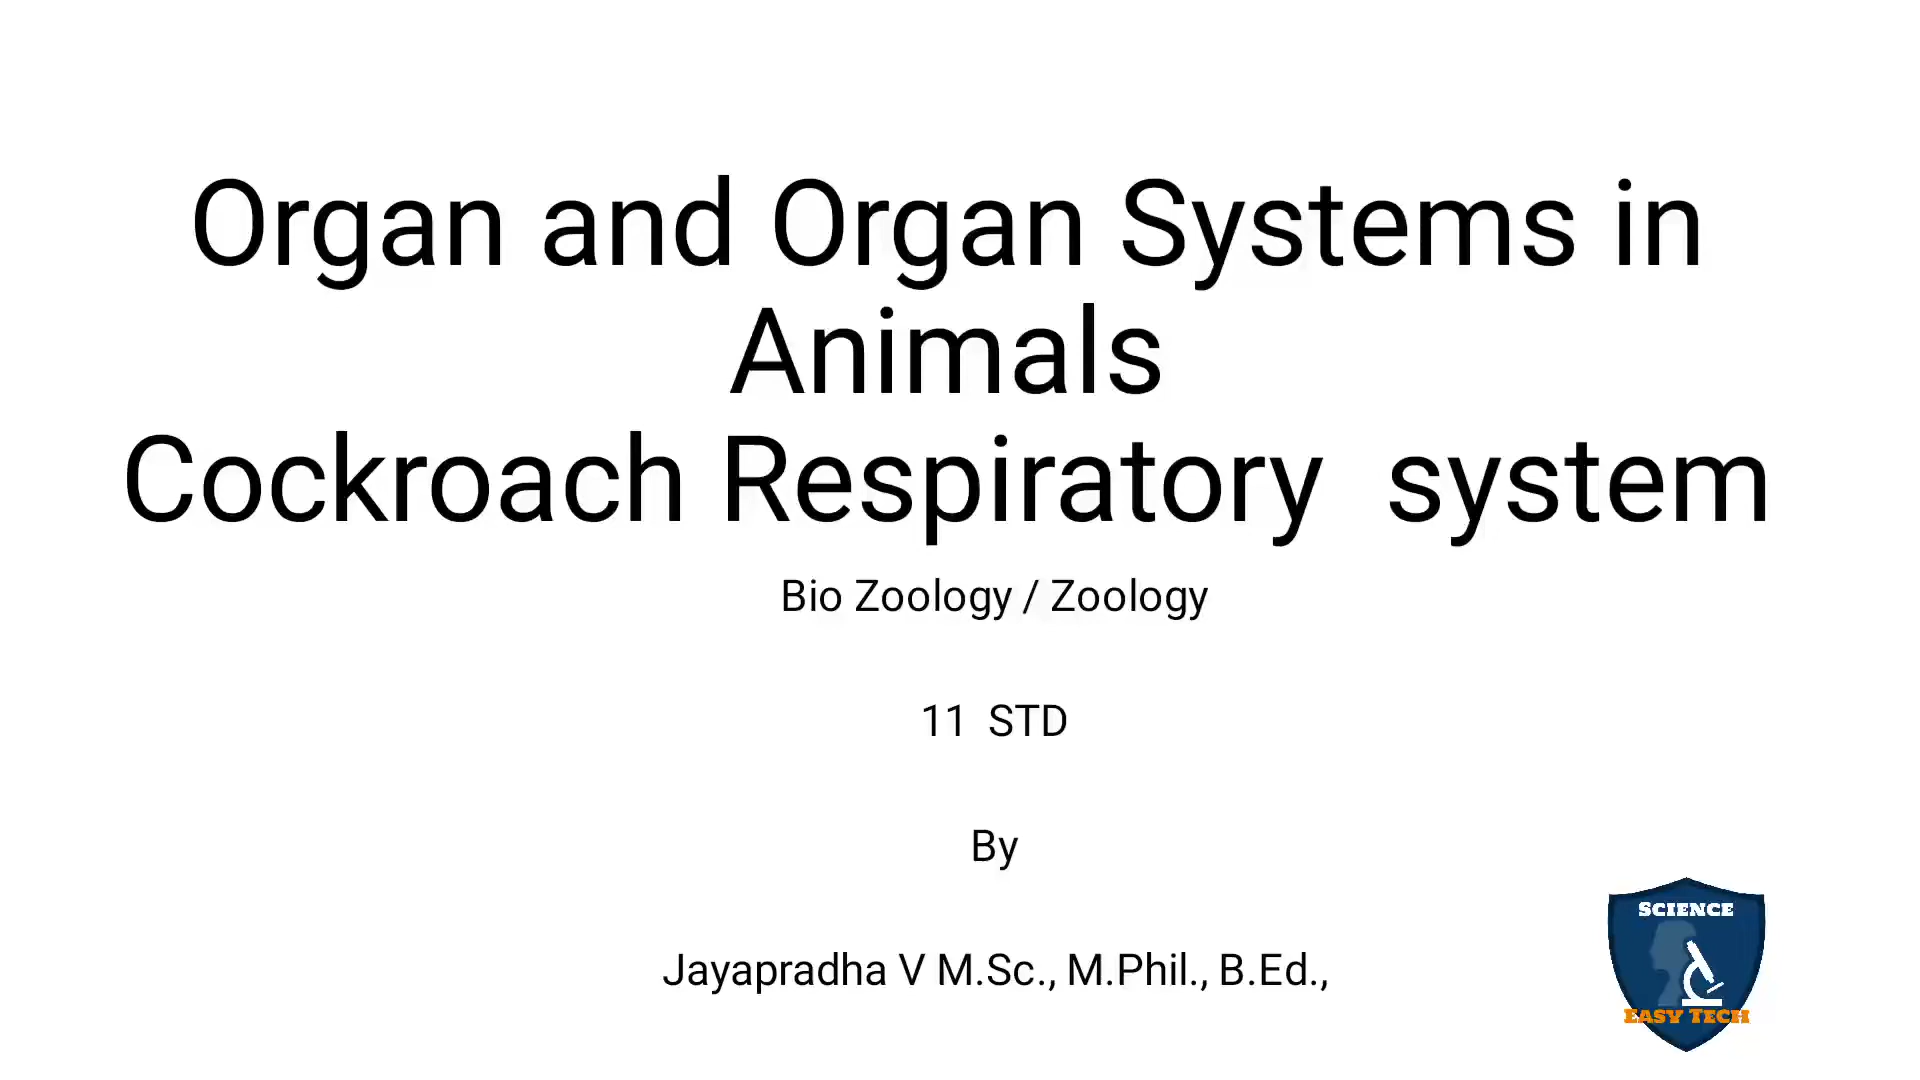 Organ and Organ Systems in
Animals
Cockroach Respiratory system
Bio Zoology / Zoology
11 STD
By
Jayapradha V M.Sc., M.Phil., B.Ed.,
SCIENCE
EASY TECH